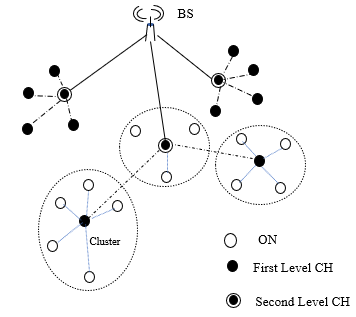 BS
Cluster
ON
First Level CH
Second Level CH